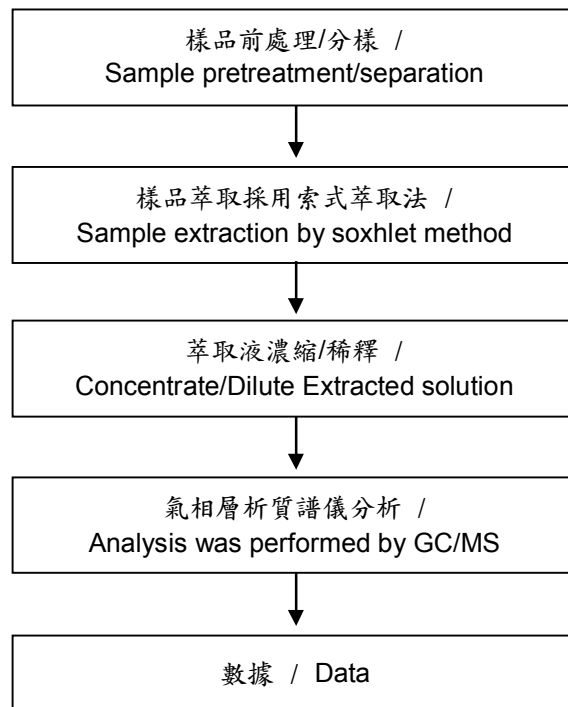 樣品前處理/分樣 /
Sample pretreatment/separation
樣品萃取採用索式萃取法 /
Sample extraction by soxhlet method
萃取液濃縮/稀釋 /
Concentrate/Dilute Extracted solution
氣相層析質譜儀分析 /
Analysis was performed by GC/MS
數據 / Data